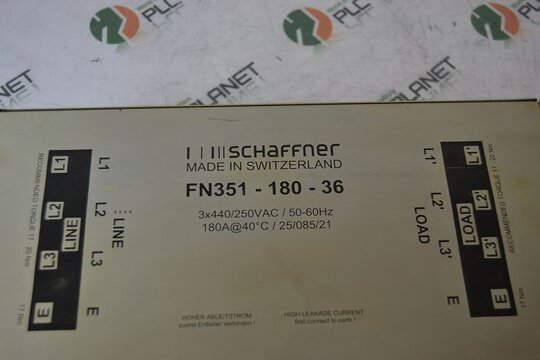 PLC
PLANET
PLC
PLANET
PLC
PLANET
SCHAFFNER
MADE IN SWITZERLAND
FN351 - 180 - 36
3x440/250VAC / 50-60Hz
180A@40°C / 25/085/21
HOHER ABLEITSTROM
zuerst Erdleiter verbinden !
HIGH LEAKAGE CURRENT
first connect to earth !
RECOMMENDED TORQUE 17 - 20 Nm
17 Nm
L1
L2
LINE
L3
E
L1
L2
LINE
L3
E
L1'
L2'
LOAD
L3'
E
L1'
L2'
LOAD
L3'
E
RECOMMENDED TORQUE 17 - 20 Nm
17 Nm